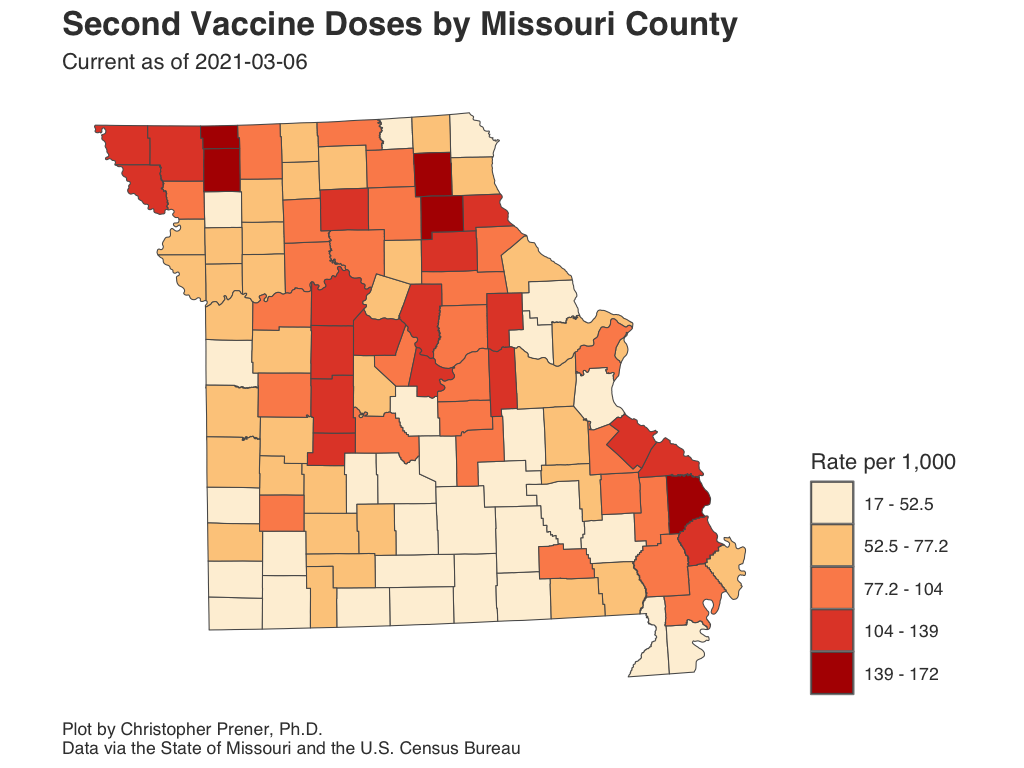 Second Vaccine Doses by Missouri County
Current as of 2021-03-06
Rate per 1,000
17 - 52.5
52.5 - 77.2
77.2 - 104
104 - 139
139 - 172
Plot by Christopher Prener, Ph.D.
Data via the State of Missouri and the U.S. Census Bureau